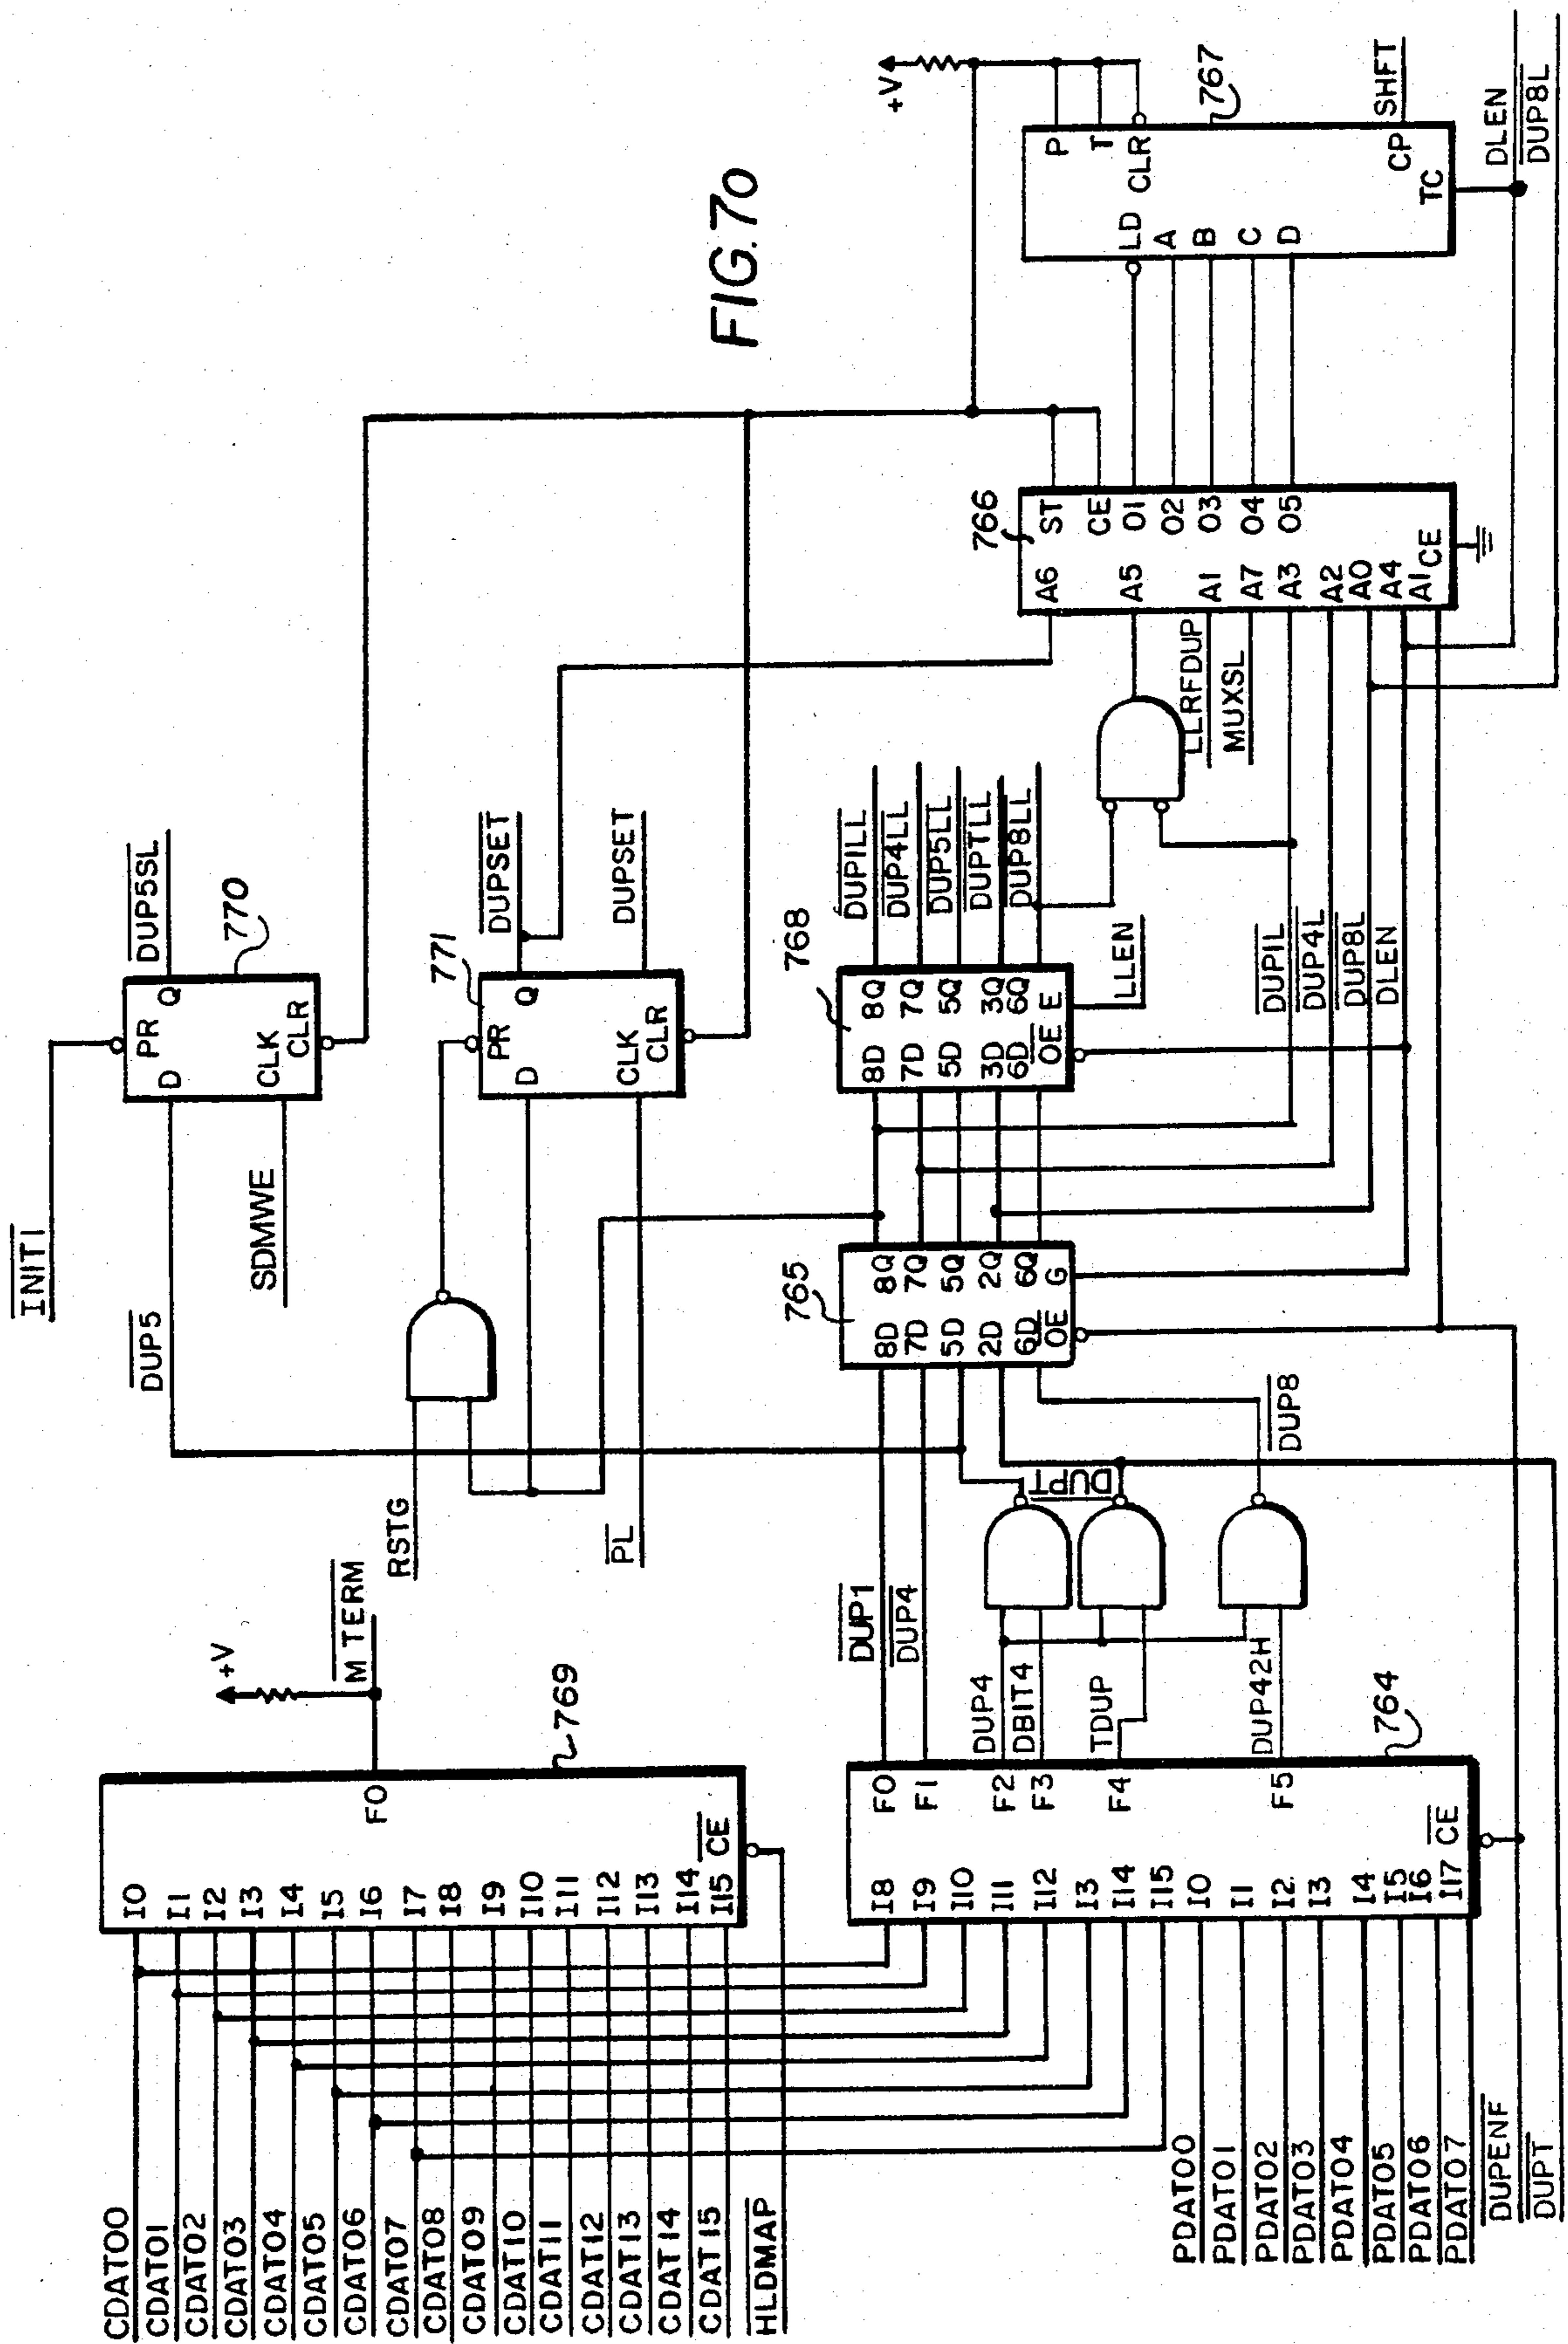 FIG. 7o
CDAT00
CDAT01
CDAT02
CDAT03
CDAT04
CDAT05
CDAT06
CDAT07
CDAT08
CDAT09
CDAT10
CDAT11
CDAT12
CDAT13
CDAT14
CDAT15
HLDMAP
I0
I1
I2
I3
I4
I5
I6
I7
I8
I9
I10
I11
I12
I13
I14
I15
CE
F0
769
+V
M TERM
PDAT00
PDAT01
PDAT02
PDAT03
PDAT04
PDAT05
PDAT06
PDAT07
DUPENF
DUPT
I8
I9
I10
I11
I12
I3
I14
I15
I0
I1
I2
I3
I4
I5
I6
I17
CE
F0
F1
F2
F3
F4
F5
764
DUP1
DUP4
DUP4
DBIT4
TDUP
DUP42H
DUPT
DUP8
INIT1
DUP5
SDMWE
D
PR
CLK
CLR
Q
770
DUP5SL
RSTG
PL
D
PR
CLK
CLR
Q
771
DUPSET
DUPSET
765
8D
7D
5D
2D
6D
OE
8Q
7Q
5Q
2Q
6Q
G
768
8D
7D
5D
3D
6D
OE
8Q
7Q
5Q
3Q
6Q
E
LLEN
DUP1LL
DUP4LL
DUP5LL
DUPTLL
DUP8LL
DUP1L
DUP4L
DUP8L
DLEN
LLRFDUP
MUXSL
766
A6
A5
A1
A7
A3
A2
A0
A4
A1
CE
ST
CE
O1
O2
O3
O4
O5
+V
LD
A
B
C
D
P
T
CLR
CP
TC
767
SHFT
DLEN
DUP8L